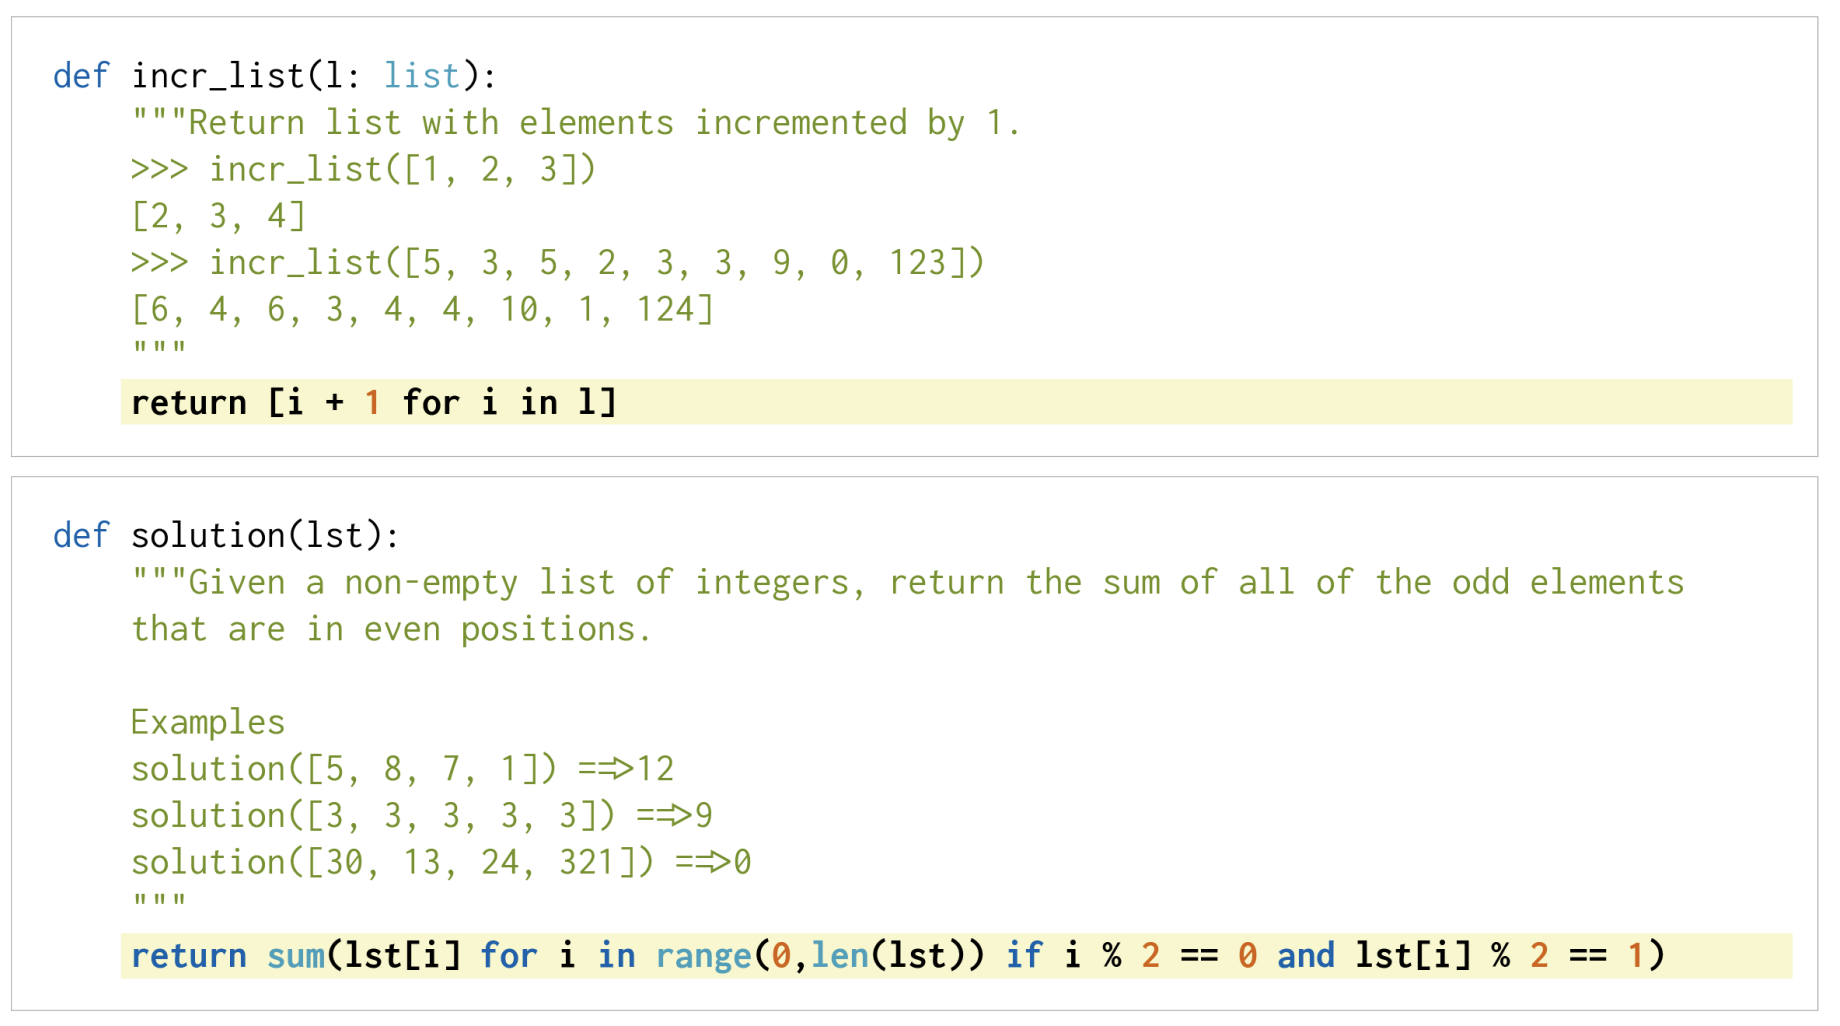 def incr_list(l: list):
    """Return list with elements incremented by 1.
    >>> incr_list([1, 2, 3])
    [2, 3, 4]
    >>> incr_list([5, 3, 5, 2, 3, 3, 9, 0, 123])
    [6, 4, 6, 3, 4, 4, 10, 1, 124]
    """
    return [i + 1 for i in l]
def solution(lst):
    """Given a non-empty list of integers, return the sum of all of the odd elements
    that are in even positions.
    Examples
    solution([5, 8, 7, 1]) ==>12
    solution([3, 3, 3, 3, 3]) ==>9
    solution([30, 13, 24, 321]) ==>0
    """
    return sum(lst[i] for i in range(0,len(lst)) if i % 2 == 0 and lst[i] % 2 == 1)